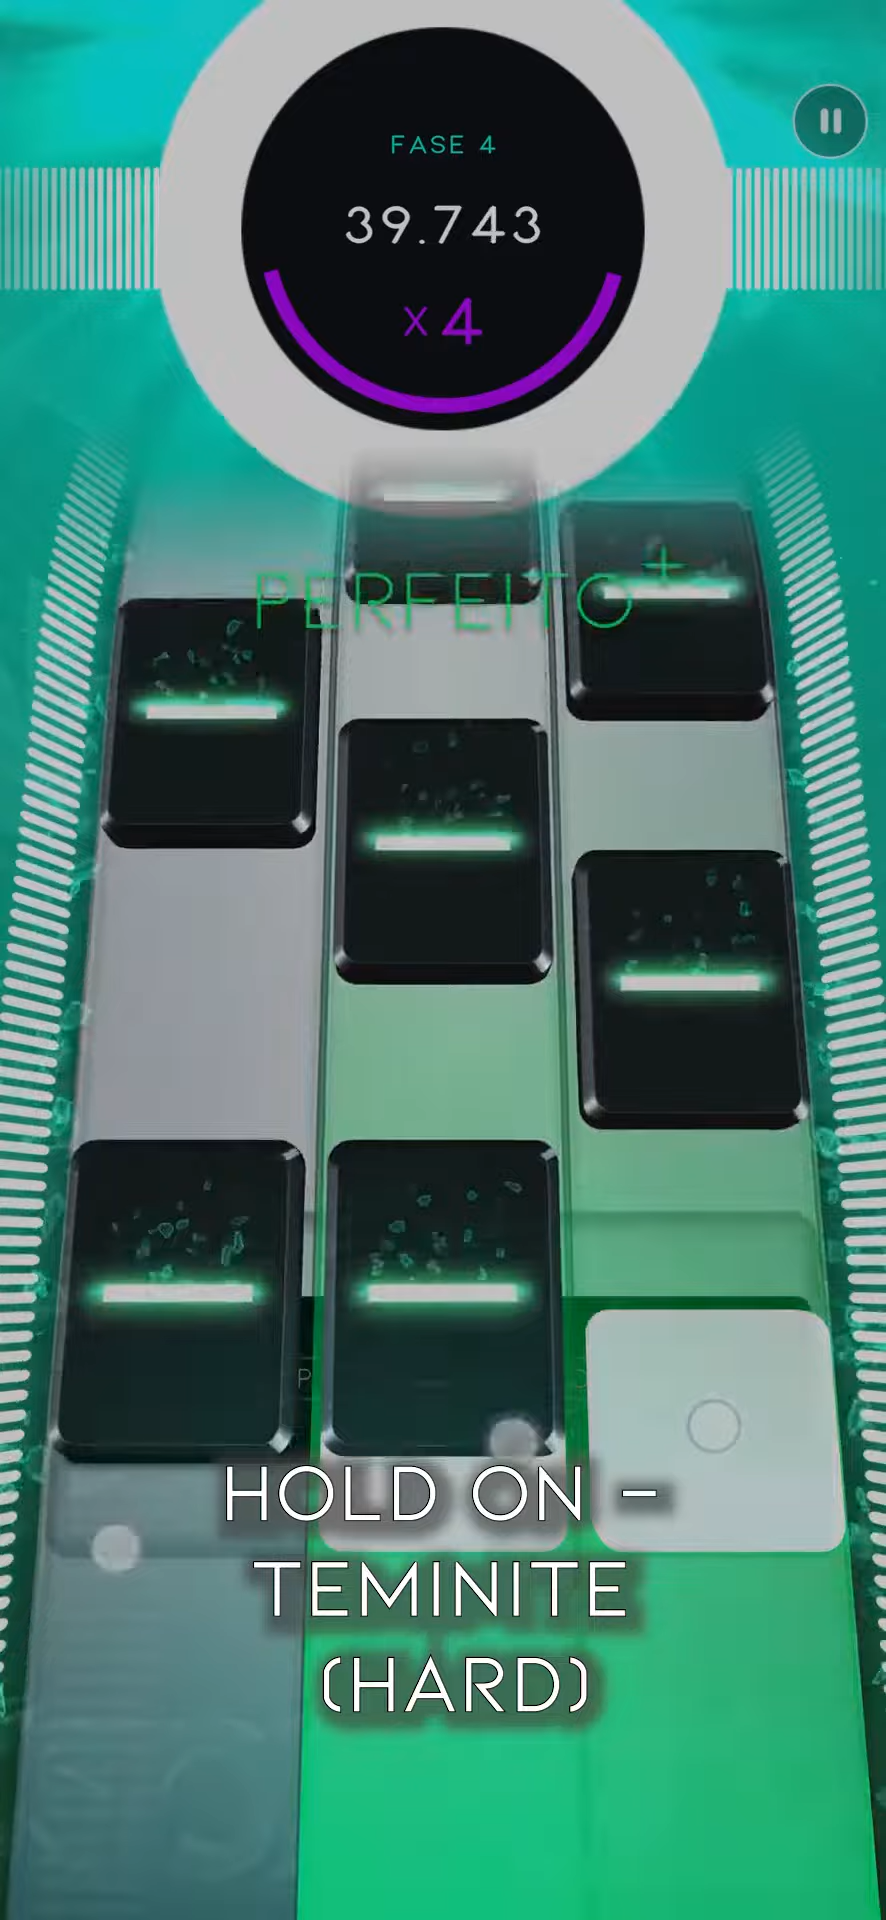 FASE 4
39.743
x4
PERFEITO+
HOLD ON –
TEMINITE
(HARD)